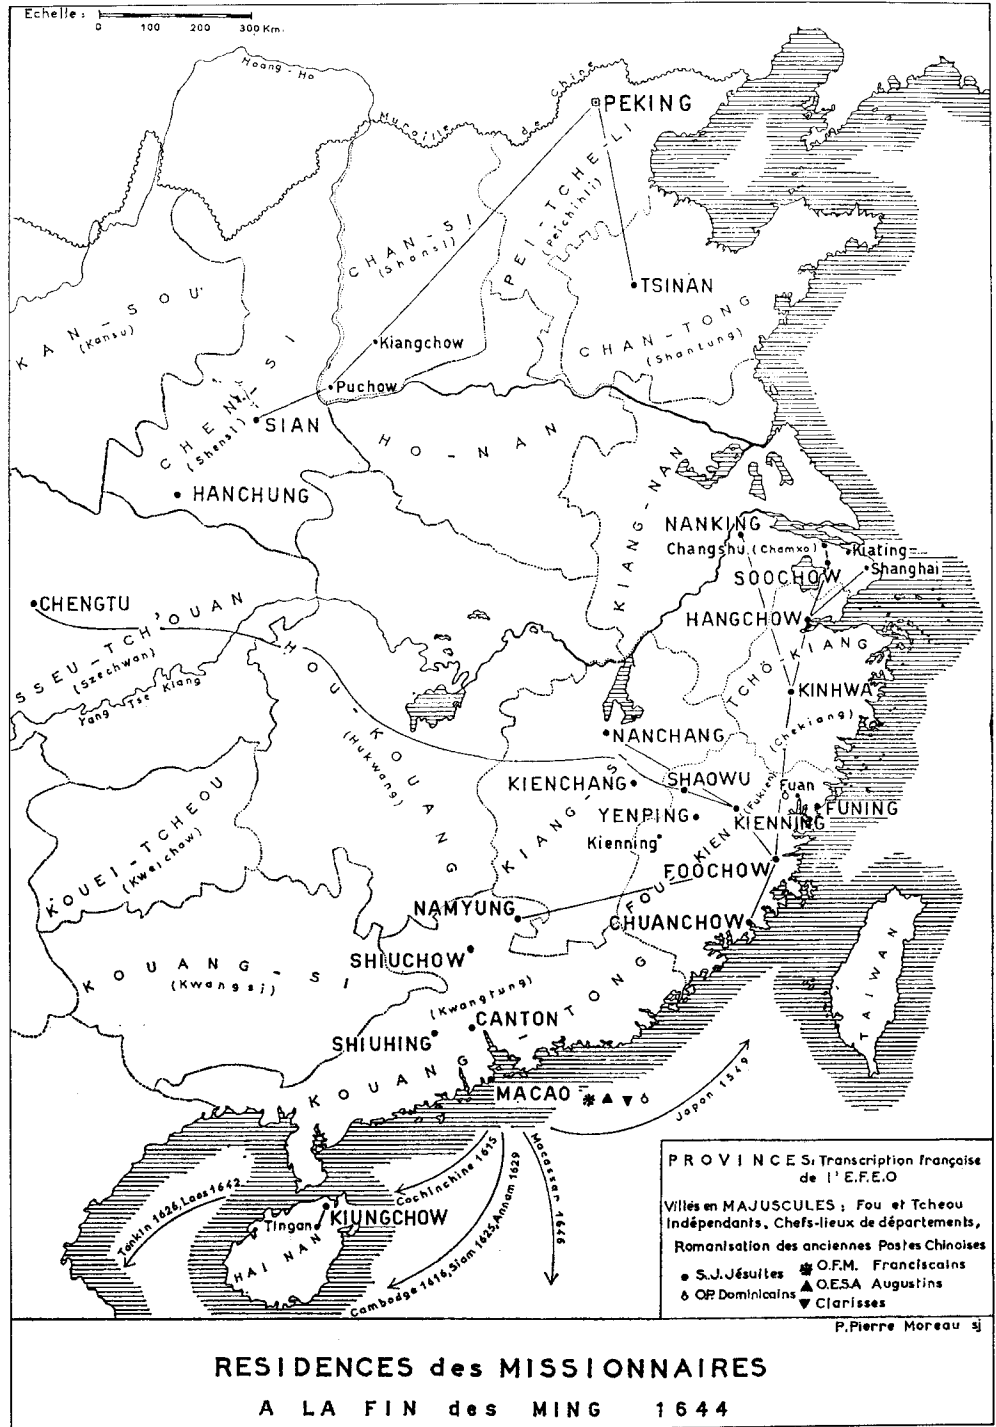 Echelle :
0 100 200 300 Km.
Hoang-Ho
Muraille de Chine
PEKING
PEI-TCHE-LI
(Peichihli)
CHAN-SI
(Shansi)
TSINAN
KAN-SOU
(Kansu)
Kiangchow
CHAN-TONG
(Shantung)
Puchow
CHEN-SI
(Shensi)
SIAN
HO-NAN
HANCHUNG
KIANG-NAN
NANKING
Changshu (Chamxo)
Kiating
Shanghai
SOOCHOW
CHENGTU
HANGCHOW
SSEU-TCH'OUAN
(Szechwan)
Yang Tse Kiang
HOU-KOUANG
(Hukwang)
TCHÖ-KIANG
(Chekiang)
KINHWA
NANCHANG
KIENCHANG
SHAOWU
Fuan
KIANG-SI
YENPING
KIENNING
FUNING
Kienning
FOU-KIEN
(Fukien)
KOUEI-TCHEOU
(Kweichow)
FOOCHOW
NAMYUNG
CHUANCHOW
SHIUCHOW
KOUANG-SI
(Kwangsi)
TAIWAN
(Kwangtung)
KOUANG-TONG
CANTON
SHIUHING
MACAO
Japon 1549
Cochinchine 1615
Macassar 1646
Tonkin 1626, Laos 1642
Cambodge 1616, Siam 1625, Annam 1629
KIUNGCHOW
Tingan
HAI NAN
PROVINCES: Transcription française
de l'E.F.E.O
Villes en MAJUSCULES : Fou et Tcheou
Indépendants, Chefs-lieux de départements,
Romanisation des anciennes Postes Chinoises
S.J. Jésuites
O.F.M. Franciscains
O.P. Dominicains
O.E.S.A Augustins
Clarisses
P. Pierre Moreau sj
RESIDENCES des MISSIONNAIRES
A LA FIN des MING 1644